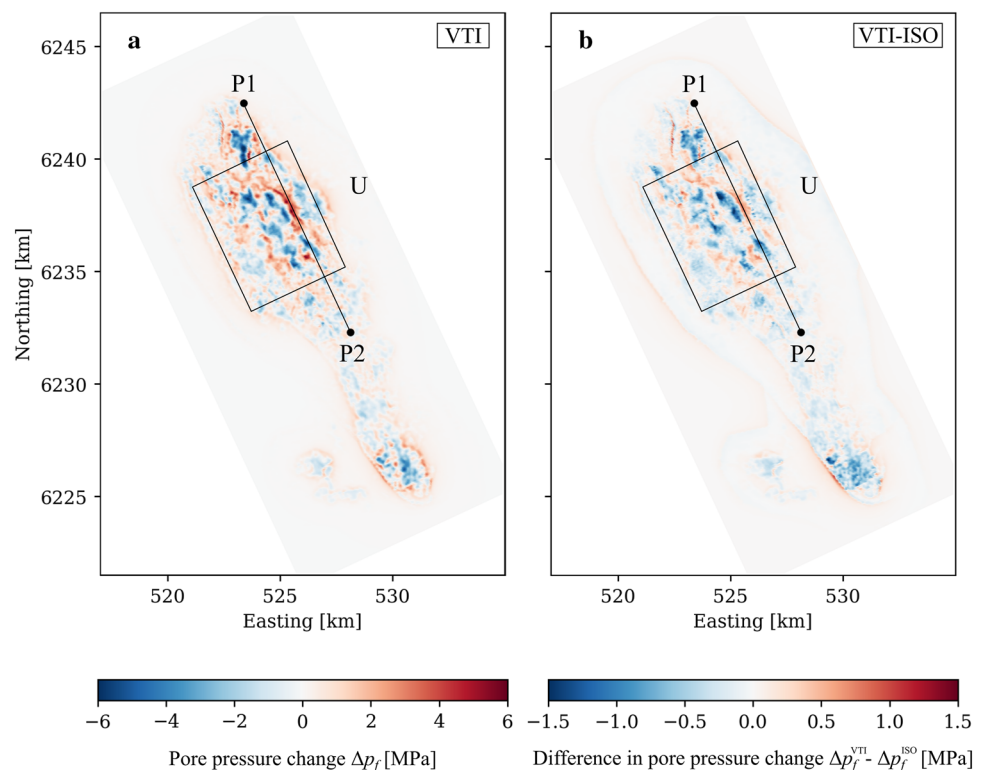 a
VTI
b
VTI-ISO
P1
P1
U
U
P2
P2
6245
6240
6235
6230
6225
Northing [km]
520 525 530
520 525 530
Easting [km]
Easting [km]
−6 −4 −2 0 2 4 6
−1.5 −1.0 −0.5 0.0 0.5 1.0 1.5
Pore pressure change Δp_f [MPa]
Difference in pore pressure change Δp_f^VTI - Δp_f^ISO [MPa]